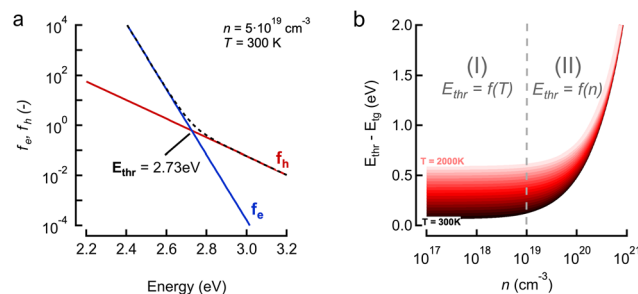 a
n = 5·10^19 cm^-3
T = 300 K
10^4
10^2
10^0
10^-2
10^-4
f_e, f_h (-)
E_thr = 2.73eV
f_h
f_e
2.2 2.4 2.6 2.8 3.0 3.2
Energy (eV)
b
2.0
1.5
1.0
0.5
0.0
E_thr - E_tg (eV)
(I) (II)
E_thr = f(T) E_thr = f(n)
T = 2000K
T = 300K
10^17 10^18 10^19 10^20 10^21
n (cm^-3)